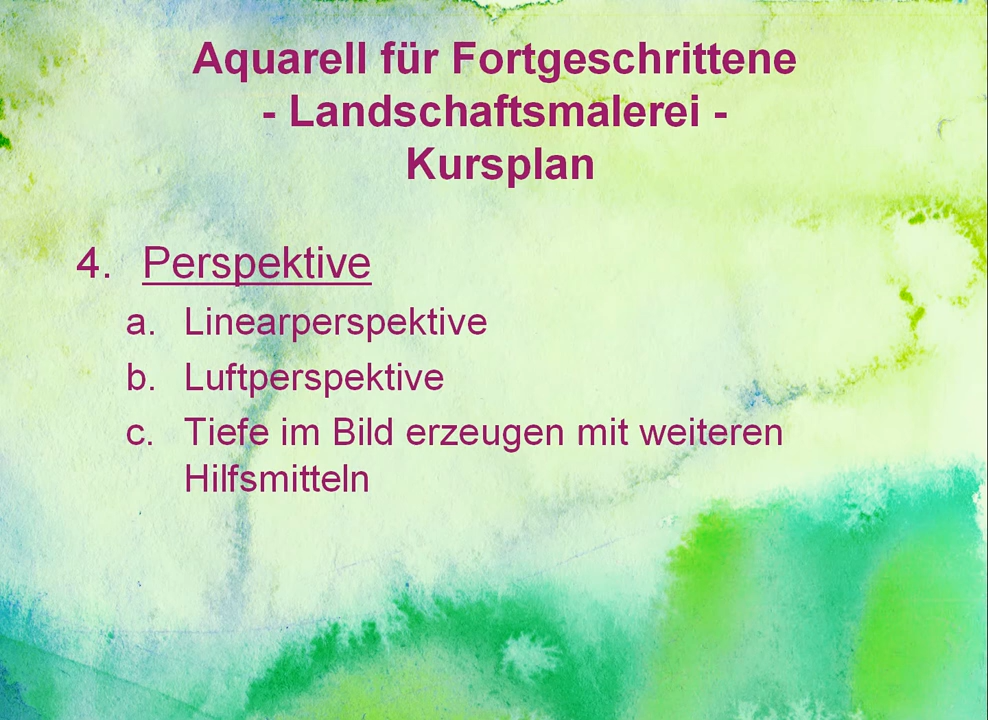 Aquarell für Fortgeschrittene
- Landschaftsmalerei -
Kursplan
4. Perspektive
a. Linearperspektive
b. Luftperspektive
c. Tiefe im Bild erzeugen mit weiteren
Hilfsmitteln